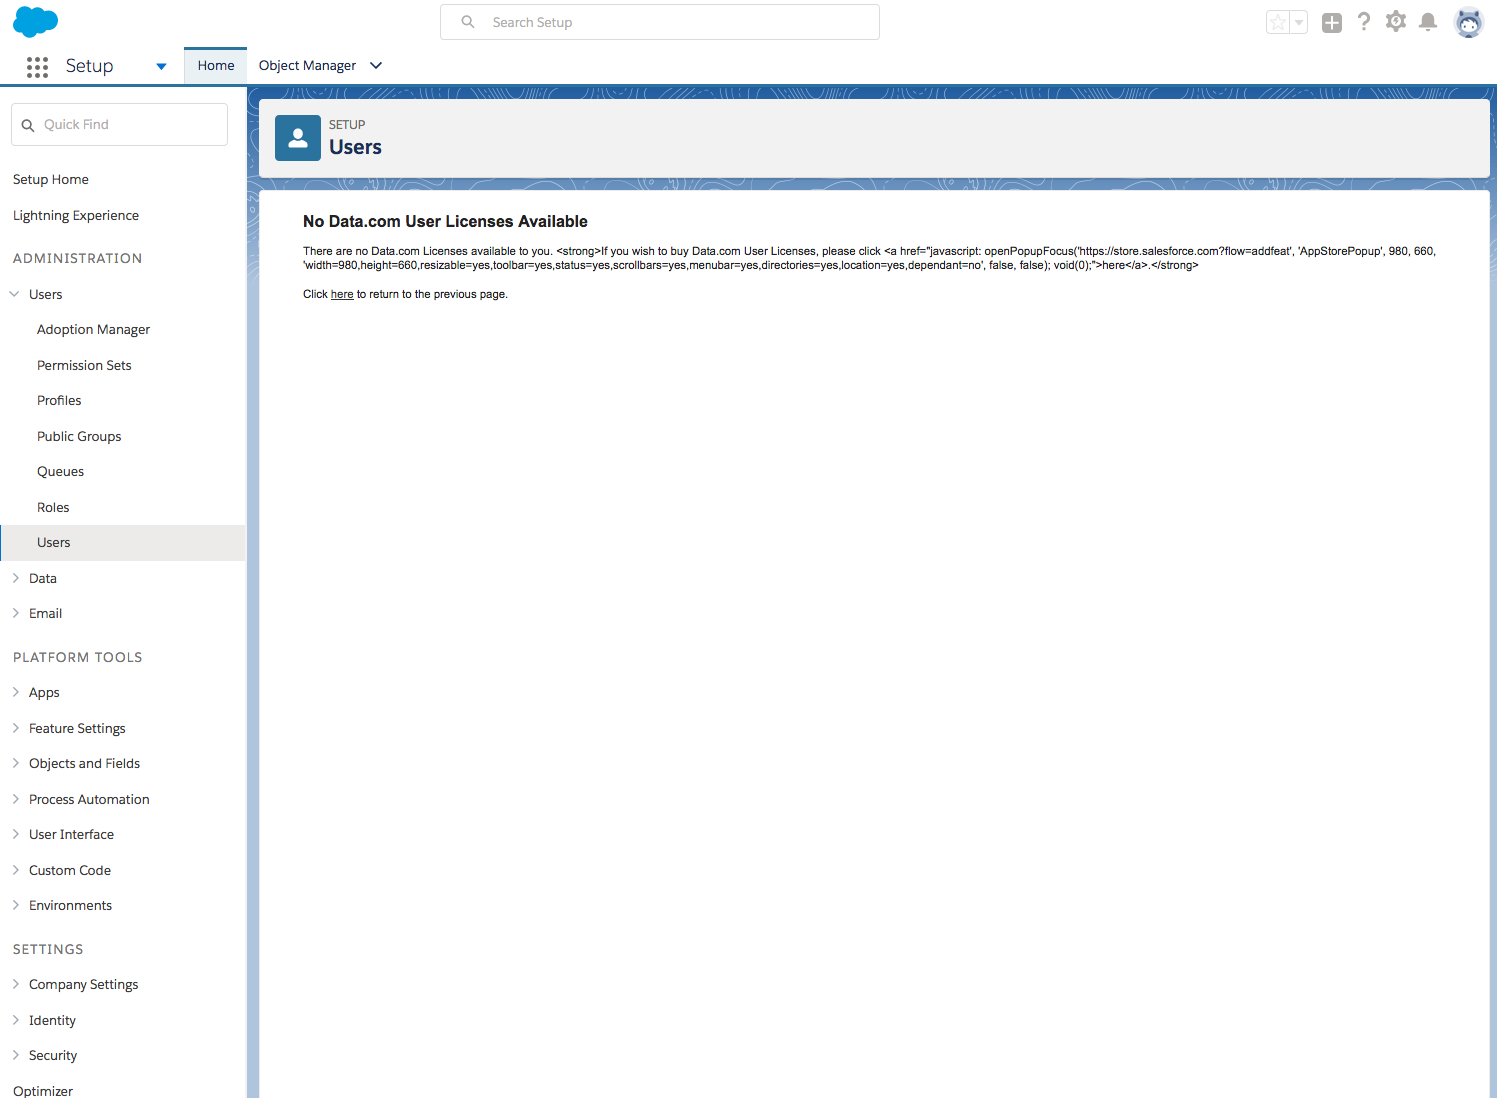 Search Setup
Setup
Home
Object Manager
Quick Find
Setup Home
Lightning Experience
ADMINISTRATION
Users
Adoption Manager
Permission Sets
Profiles
Public Groups
Queues
Roles
Users
Data
Email
PLATFORM TOOLS
Apps
Feature Settings
Objects and Fields
Process Automation
User Interface
Custom Code
Environments
SETTINGS
Company Settings
Identity
Security
Optimizer
SETUP
Users
No Data.com User Licenses Available
There are no Data.com Licenses available to you. <strong>If you wish to buy Data.com User Licenses, please click <a href="javascript: openPopupFocus('https://store.salesforce.com?flow=addfeat', 'AppStorePopup', 980, 660,
'width=980,height=660,resizable=yes,toolbar=yes,status=yes,scrollbars=yes,menubar=yes,directories=yes,location=yes,dependant=no', false, false); void(0);">here</a>.</strong>
Click here to return to the previous page.